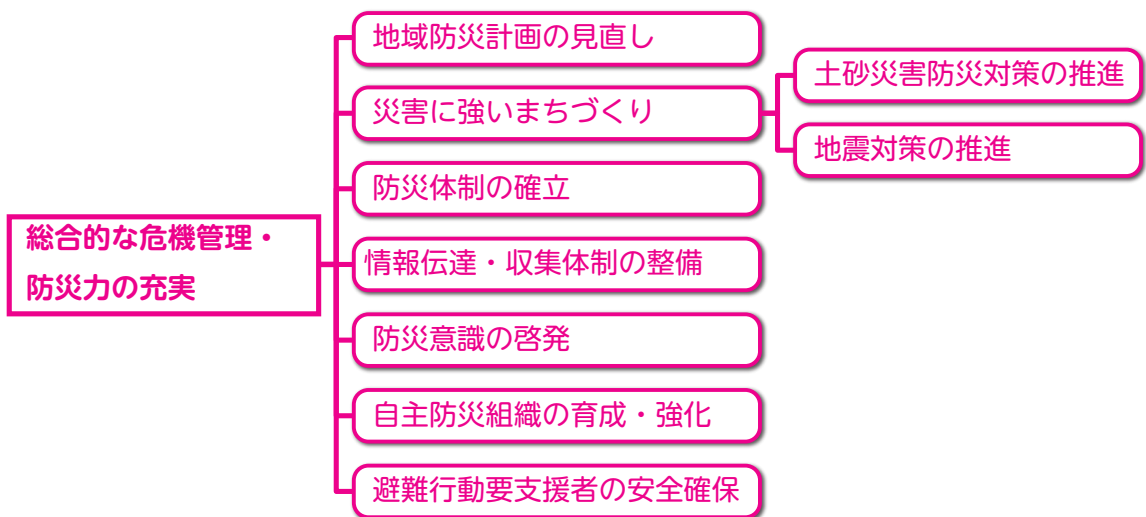 総合的な危機管理・
防災力の充実
地域防災計画の見直し
災害に強いまちづくり
土砂災害防災対策の推進
地震対策の推進
防災体制の確立
情報伝達・収集体制の整備
防災意識の啓発
自主防災組織の育成・強化
避難行動要支援者の安全確保